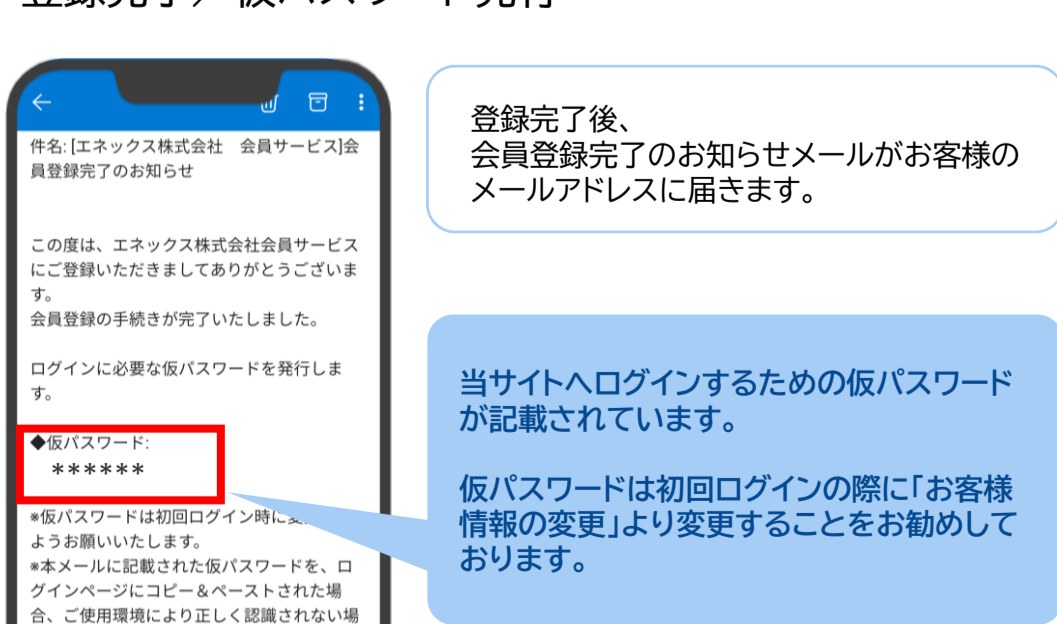 登録完了/仮パスワード発行
件名: [エネックス株式会社　会員サービス]会
員登録完了のお知らせ
この度は、エネックス株式会社会員サービス
にご登録いただきましてありがとうございま
す。
会員登録の手続きが完了いたしました。
ログインに必要な仮パスワードを発行しま
す。
◆仮パスワード:
******
*仮パスワードは初回ログイン時に
ようお願いいたします。
*本メールに記載された仮パスワードを、ロ
グインページにコピー＆ペーストされた場
合、ご使用環境により正しく認識されない場
登録完了後、
会員登録完了のお知らせメールがお客様の
メールアドレスに届きます。
当サイトへログインするための仮パスワード
が記載されています。
仮パスワードは初回ログインの際に「お客様
情報の変更」より変更することをお勧めして
おります。